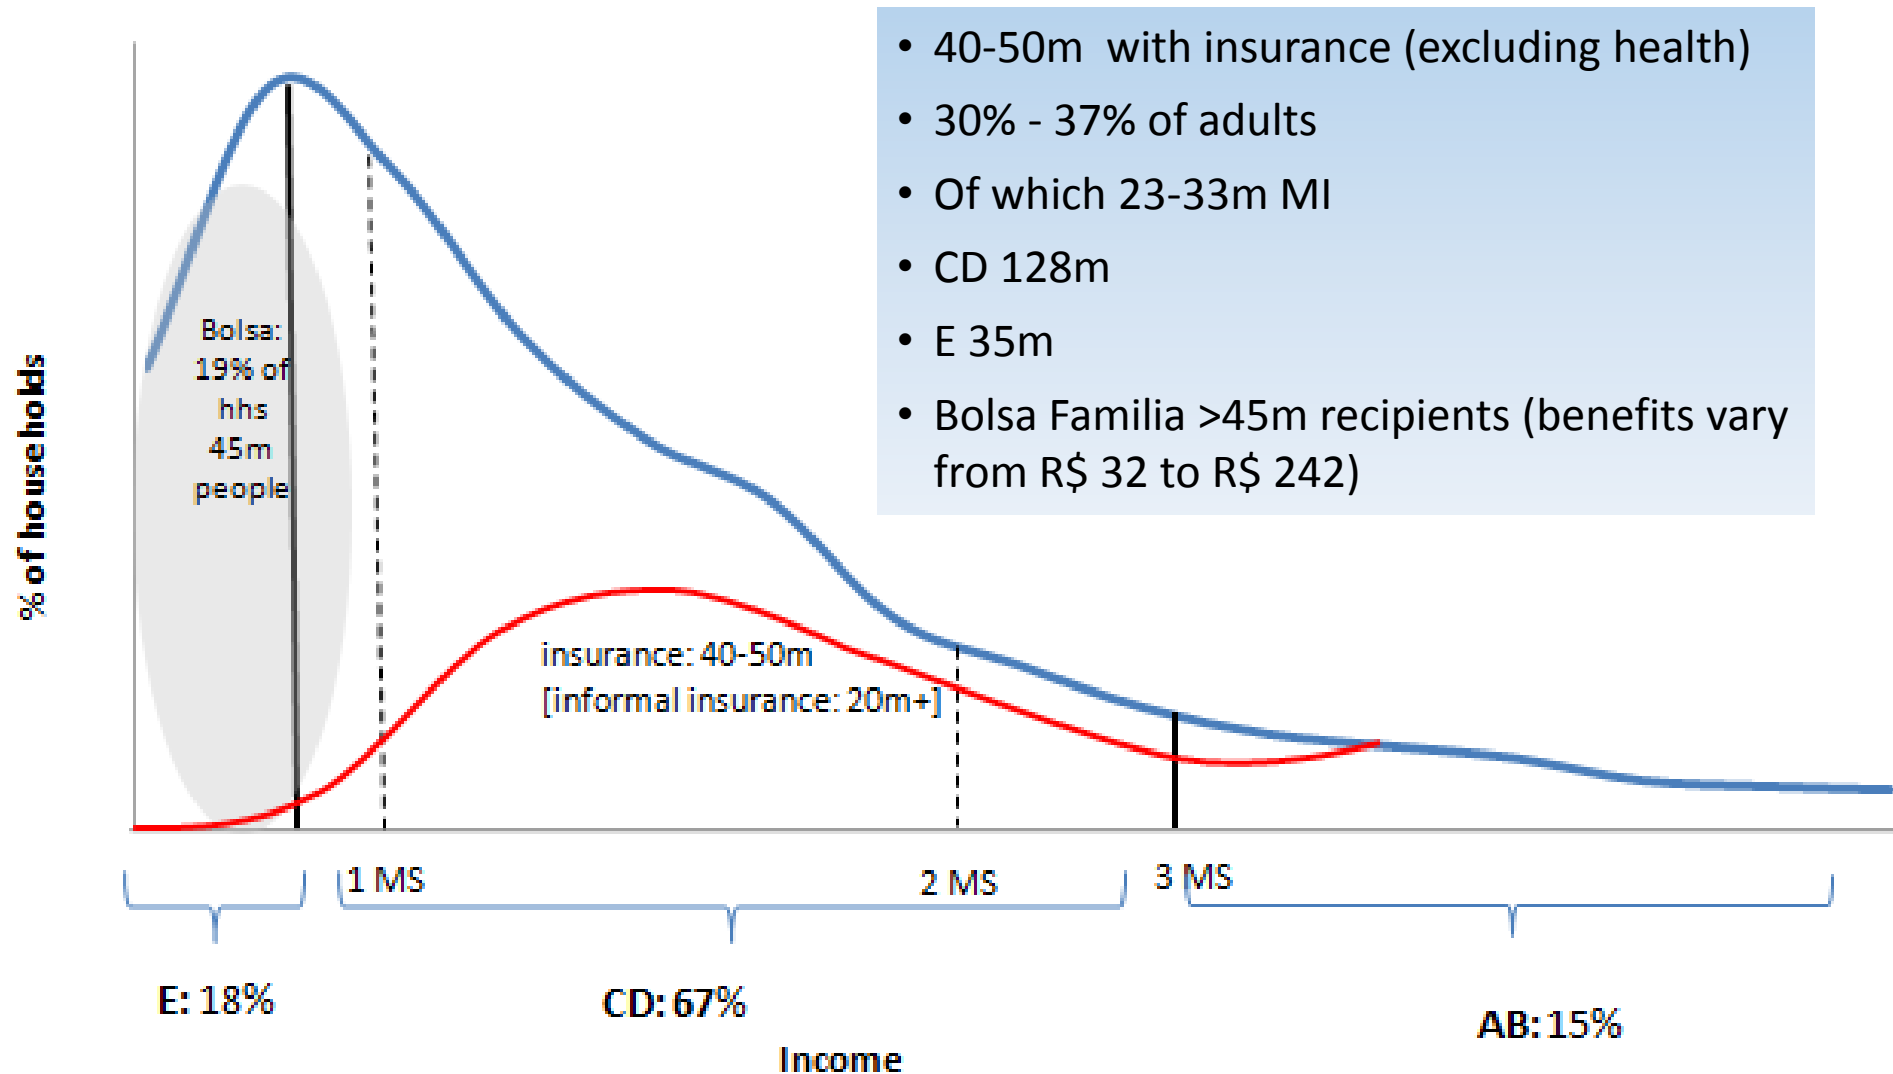 • 40-50m with insurance (excluding health)
• 30% - 37% of adults
• Of which 23-33m MI
• CD 128m
• E 35m
• Bolsa Familia >45m recipients (benefits vary
from R$ 32 to R$ 242)
% of households
Bolsa:
19% of
hhs
45m
people
insurance: 40-50m
[informal insurance: 20m+]
1 MS
2 MS
3 MS
E: 18%
CD: 67%
AB: 15%
Income